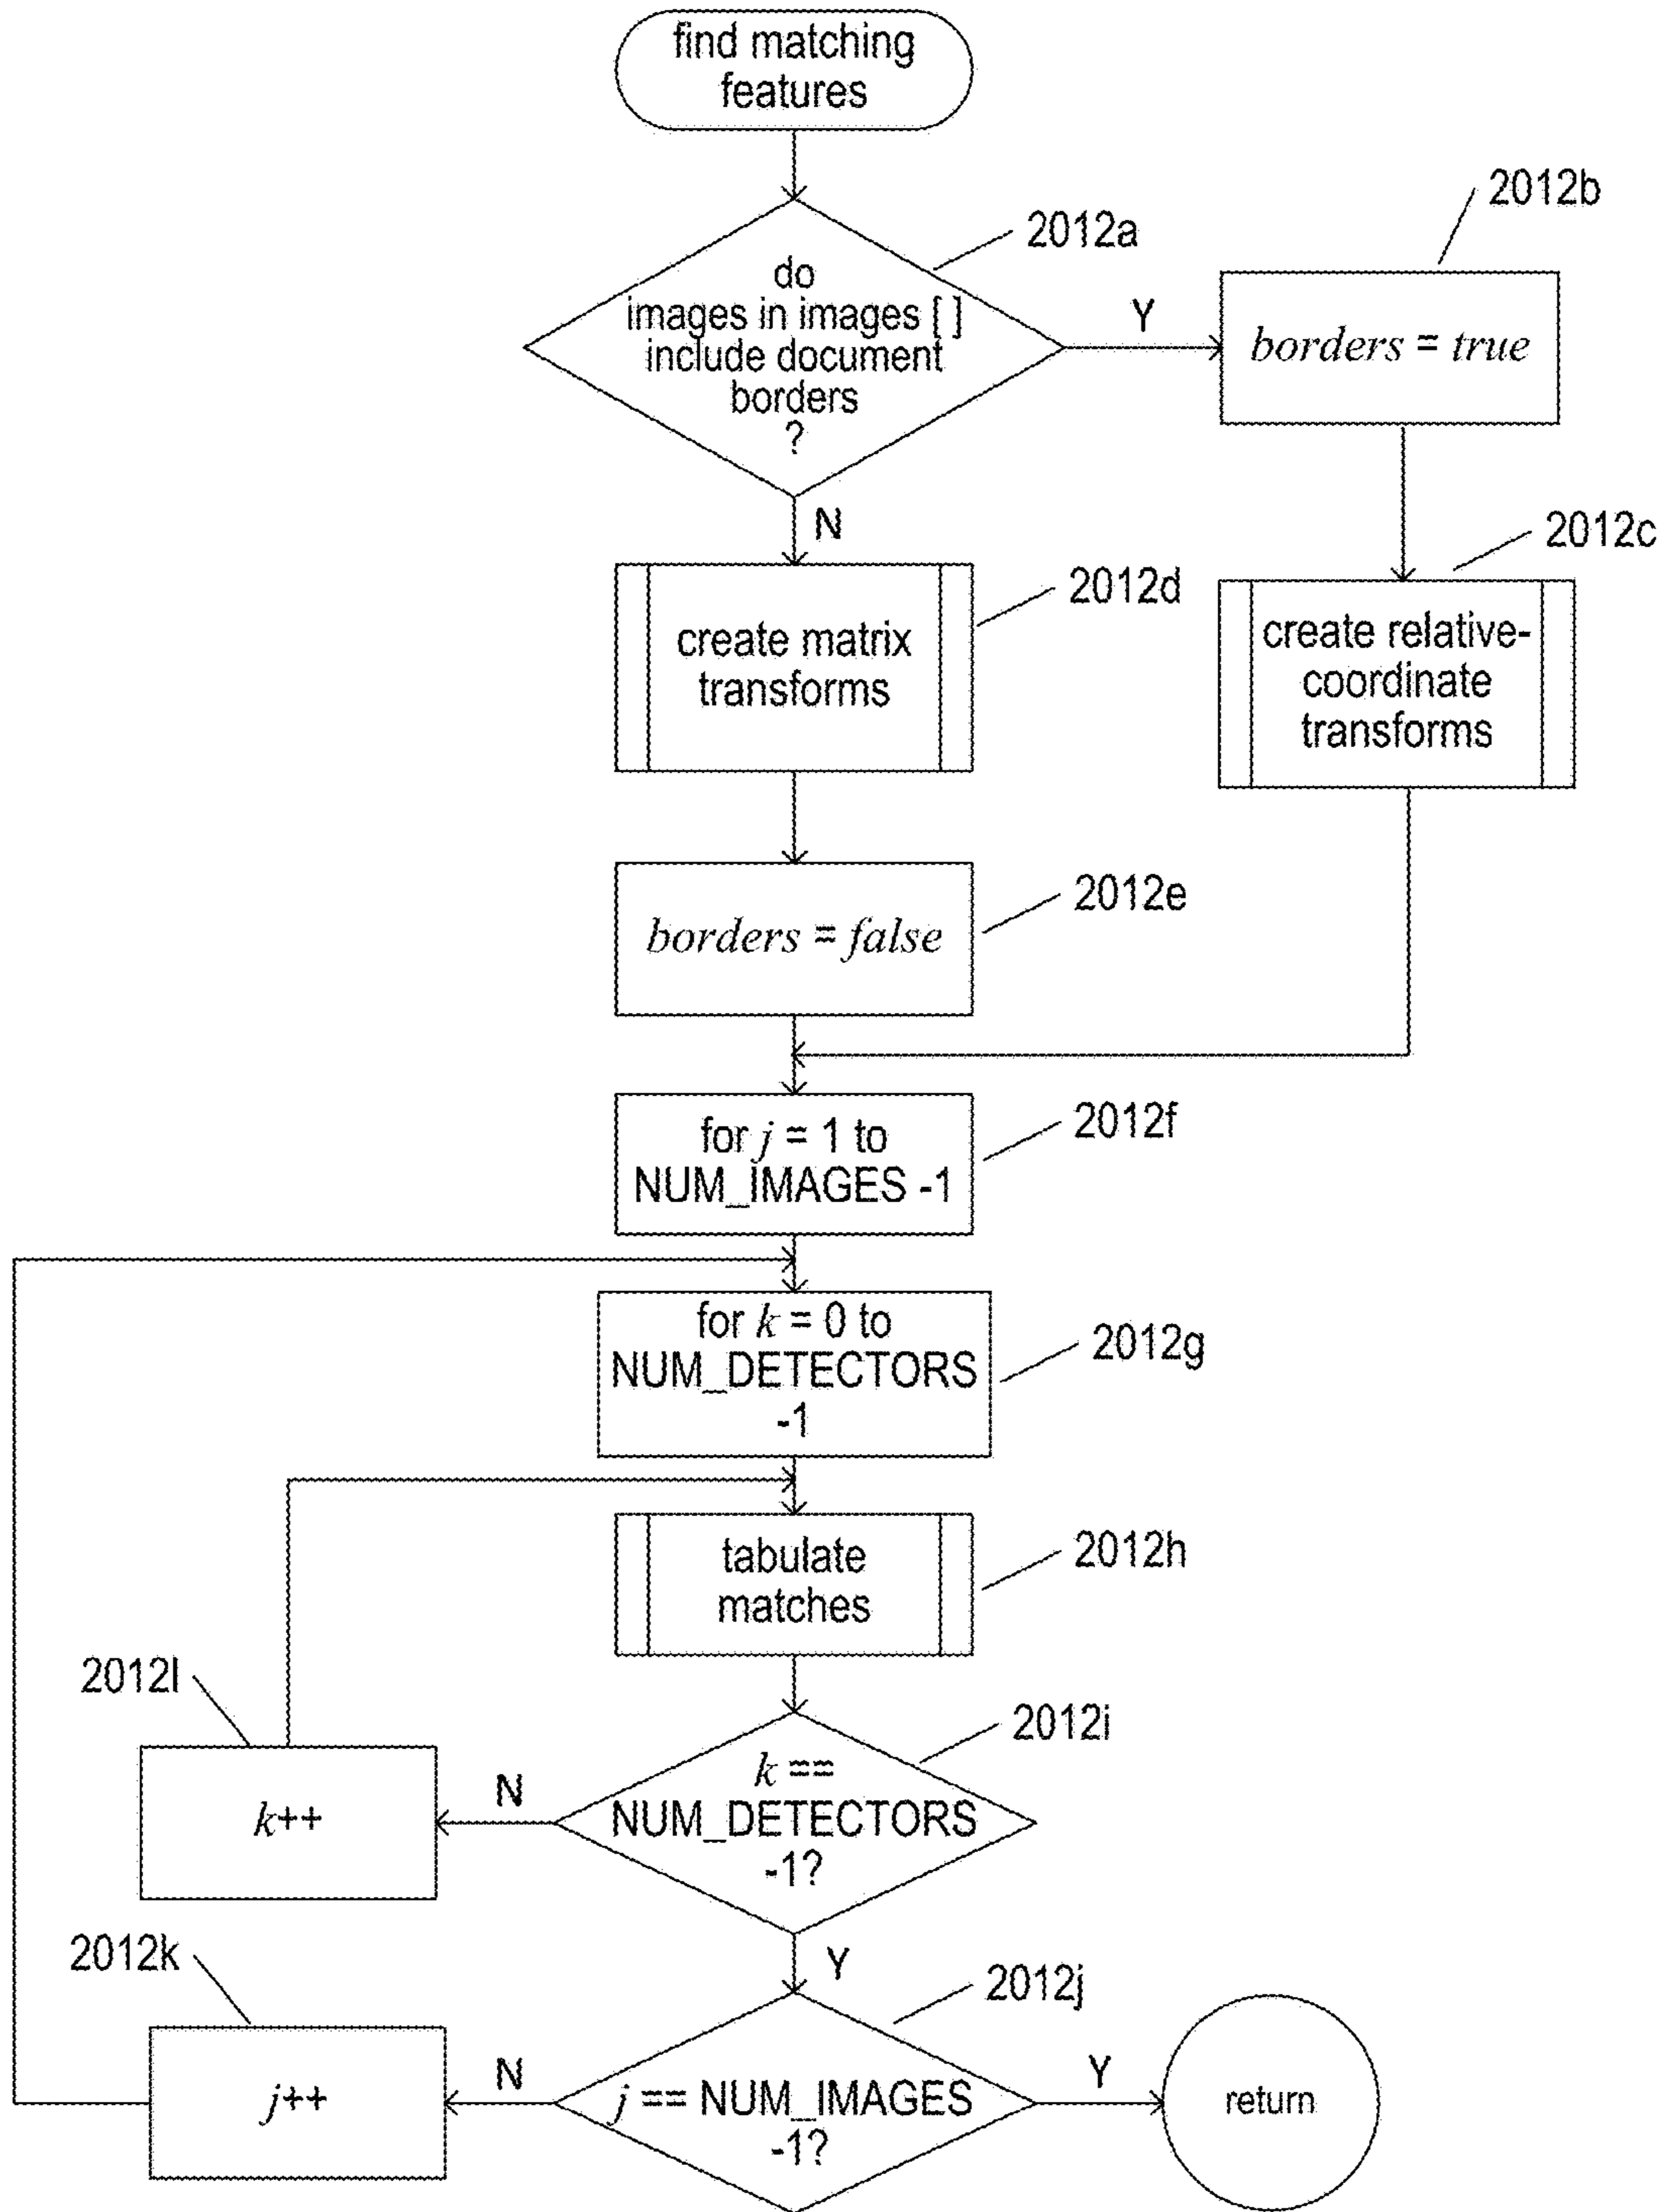 find matching
features
2012a
2012b
do
images in images [ ]
include document
borders
?
Y
borders = true
N
2012c
2012d
create matrix
transforms
create relative-
coordinate
transforms
2012e
borders = false
2012f
for j = 1 to
NUM_IMAGES -1
2012g
for k = 0 to
NUM_DETECTORS
-1
2012h
tabulate
matches
2012l
2012i
k++
N
k ==
NUM_DETECTORS
-1?
Y
2012k
2012j
j++
N
j == NUM_IMAGES
-1?
Y
return